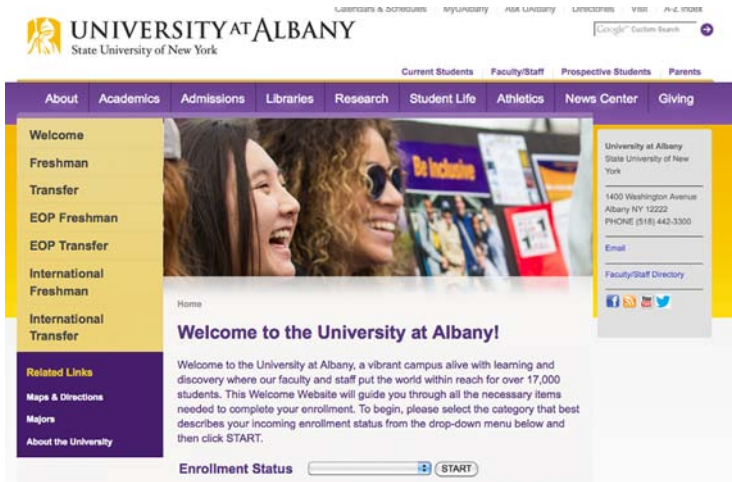 Calendars & Schedules MyUAlbany Ask UAlbany Directories Visit A-Z Index
UNIVERSITY AT ALBANY
State University of New York
Google™ Custom Search
Current Students Faculty/Staff Prospective Students Parents
About Academics Admissions Libraries Research Student Life Athletics News Center Giving
Welcome
Freshman
Transfer
EOP Freshman
EOP Transfer
International
Freshman
International
Transfer
Related Links
Maps & Directions
Majors
About the University
Be Inclusive
Home
Welcome to the University at Albany!
Welcome to the University at Albany, a vibrant campus alive with learning and
discovery where our faculty and staff put the world within reach for over 17,000
students. This Welcome Website will guide you through all the necessary items
needed to complete your enrollment. To begin, please select the category that best
describes your incoming enrollment status from the drop-down menu below and
then click START.
Enrollment Status START
University at Albany
State University of New
York
1400 Washington Avenue
Albany NY 12222
PHONE (518) 442-3300
Email
Faculty/Staff Directory